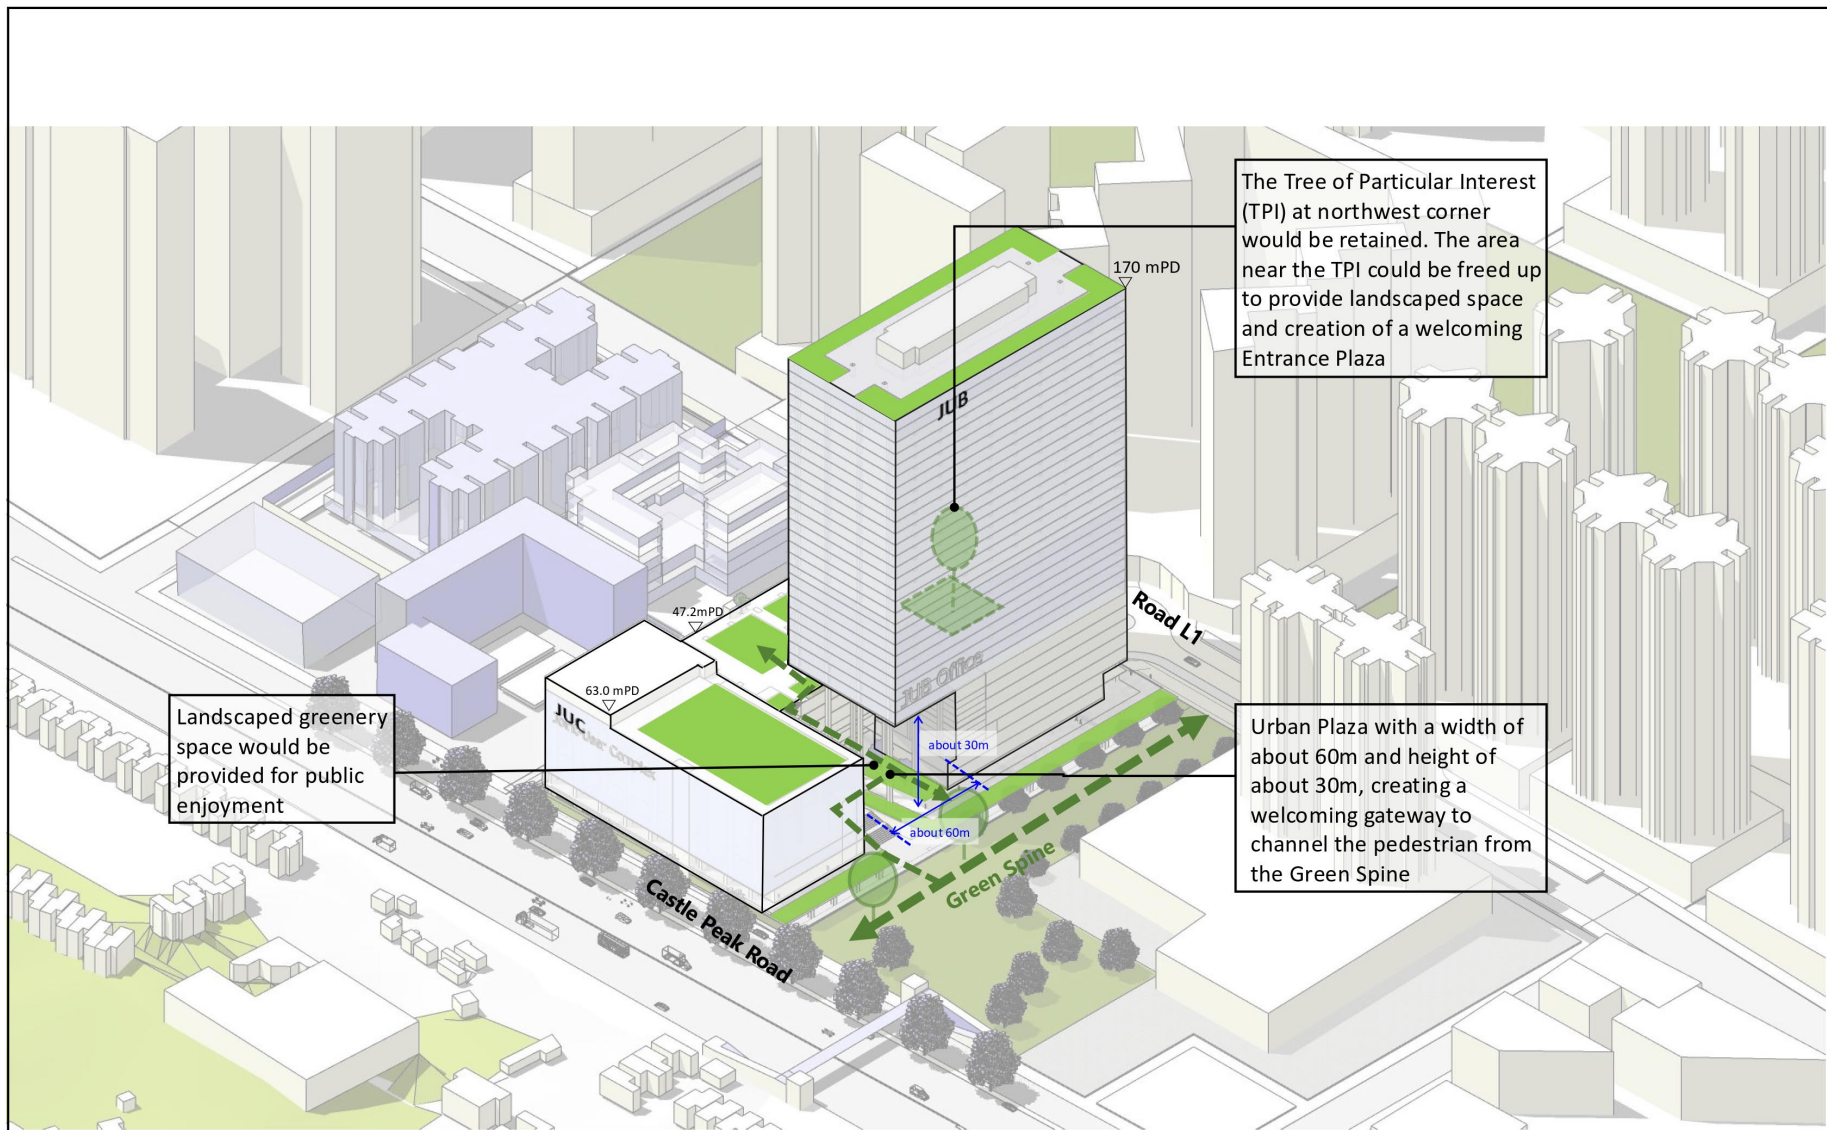 The Tree of Particular Interest
(TPI) at northwest corner
would be retained. The area
near the TPI could be freed up
to provide landscaped space
and creation of a welcoming
Entrance Plaza
170 mPD
JUB
Road L1
47.2mPD
JUB Office
63.0 mPD
JUC
Joint-User Complex
Landscaped greenery
space would be
provided for public
enjoyment
about 30m
about 60m
Urban Plaza with a width of
about 60m and height of
about 30m, creating a
welcoming gateway to
channel the pedestrian from
the Green Spine
Green Spine
Castle Peak Road